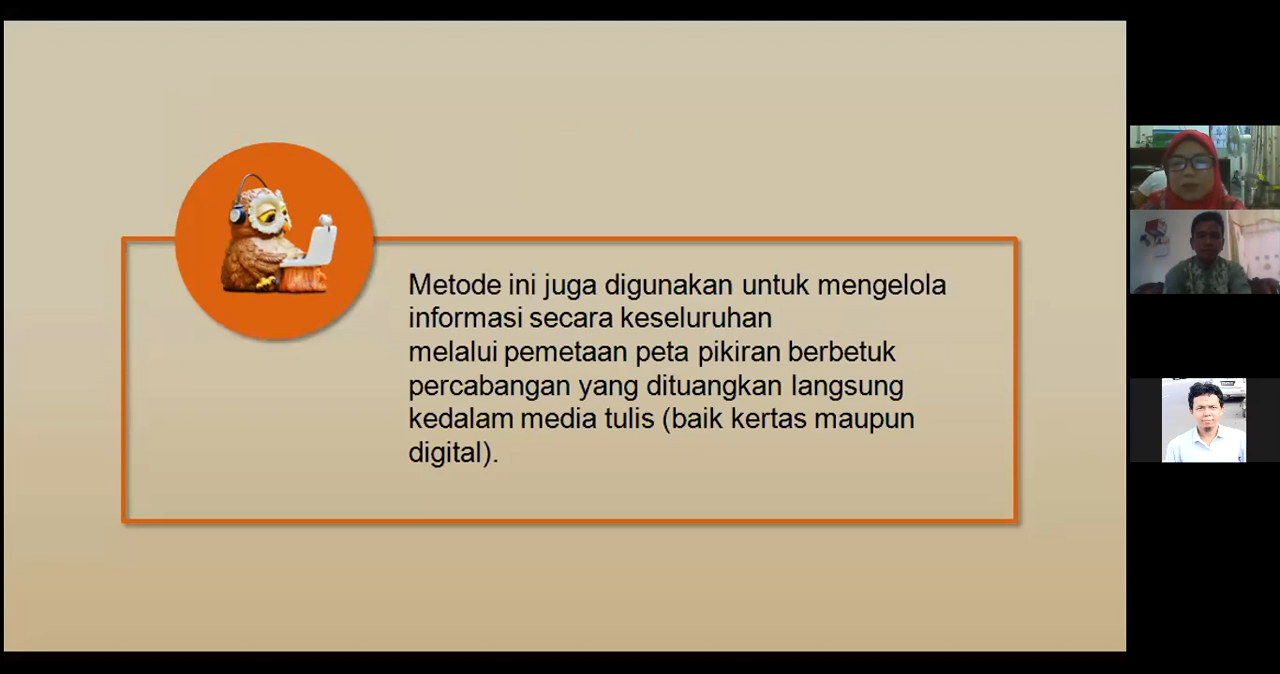 Metode ini juga digunakan untuk mengelola
informasi secara keseluruhan
melalui pemetaan peta pikiran berbetuk
percabangan yang dituangkan langsung
kedalam media tulis (baik kertas maupun
digital).